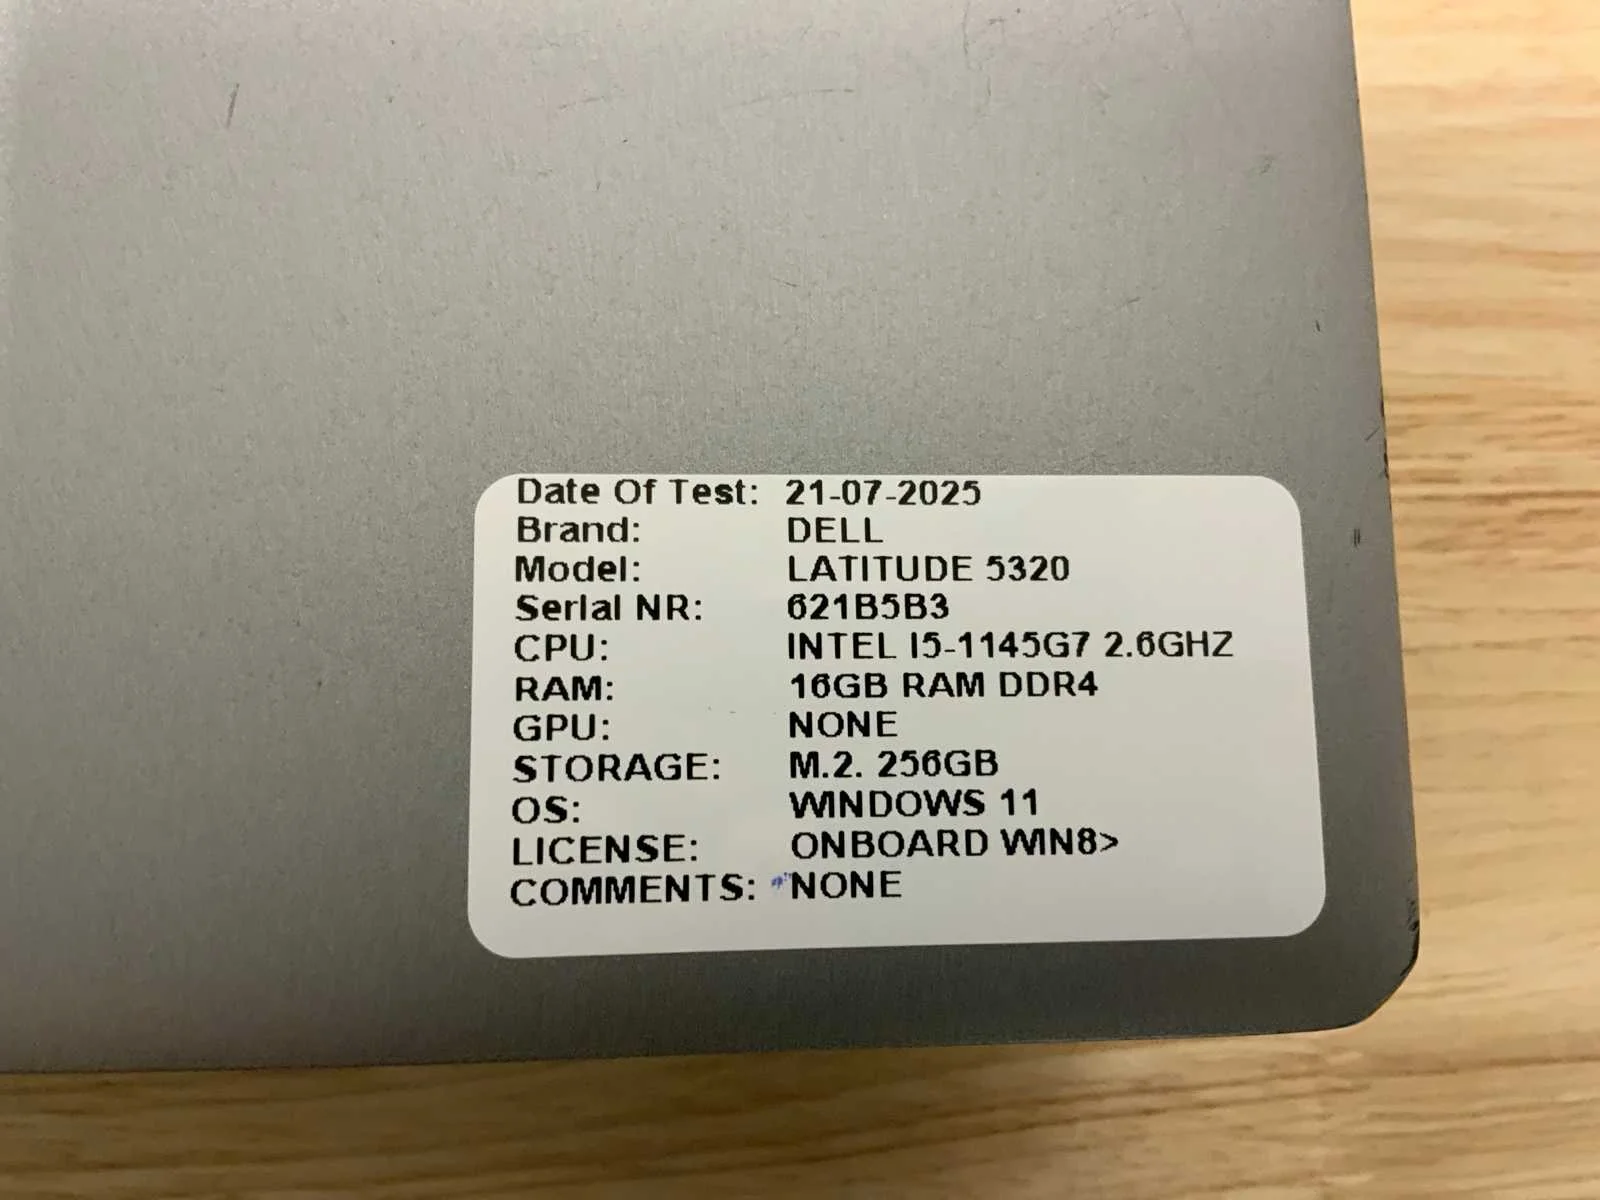 Date Of Test: 21-07-2025
Brand: DELL
Model: LATITUDE 5320
Serial NR: 621B5B3
CPU: INTEL I5-1145G7 2.6GHZ
RAM: 16GB RAM DDR4
GPU: NONE
STORAGE: M.2. 256GB
OS: WINDOWS 11
LICENSE: ONBOARD WIN8>
COMMENTS: NONE